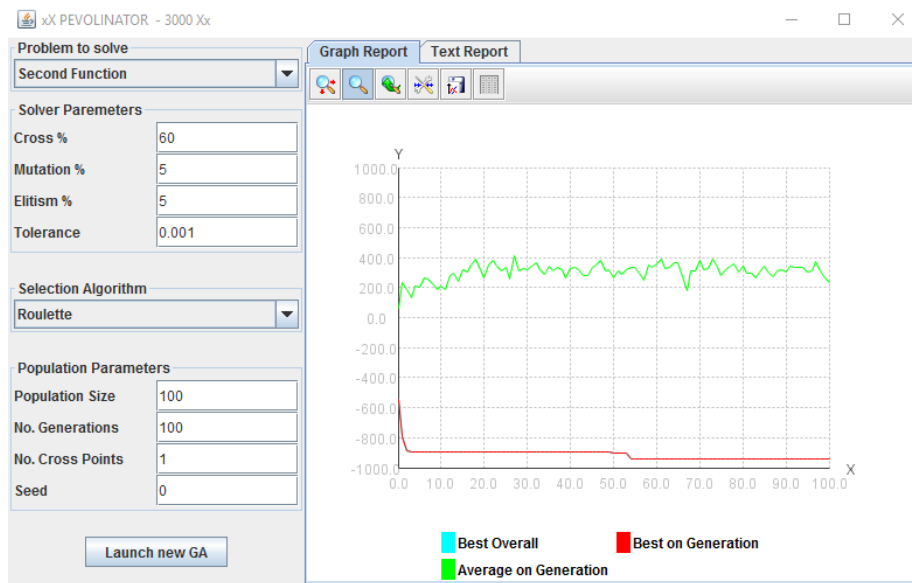 xX PEVOLINATOR - 3000 Xx
Problem to solve
Second Function
Solver Paremeters
Cross % 60
Mutation % 5
Elitism % 5
Tolerance 0.001
Selection Algorithm
Roulette
Population Parameters
Population Size 100
No. Generations 100
No. Cross Points 1
Seed 0
Launch new GA
Graph Report Text Report
Y
1000.0
800.0
600.0
400.0
200.0
0.0
-200.0
-400.0
-600.0
-800.0
-1000.0
0.0 10.0 20.0 30.0 40.0 50.0 60.0 70.0 80.0 90.0 100.0
X
Best Overall Best on Generation
Average on Generation